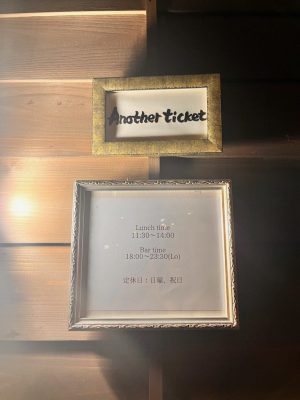 Another ticket
Lunch time
11:30〜14:00
Bar time
18:00〜23:30(Lo)
定休日：日曜、祝日